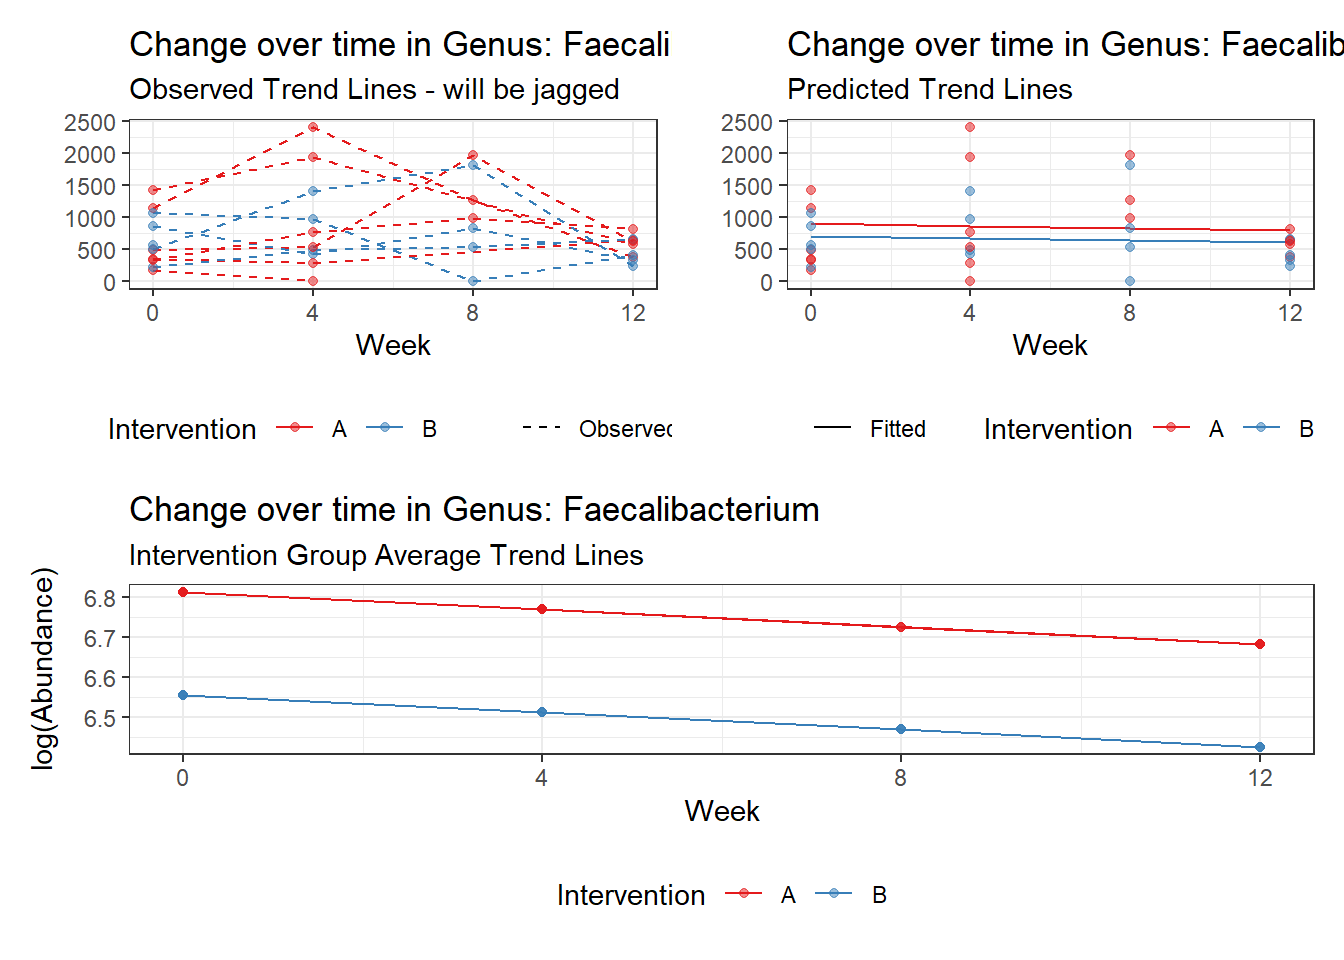 Change over time in Genus: Faecali
Observed Trend Lines - will be jagged
2500
2000
1500
1000
500
0
0 4 8 12
Week
Intervention A B Observed
Change over time in Genus: Faecalib
Predicted Trend Lines
2500
2000
1500
1000
500
0
0 4 8 12
Week
Fitted Intervention A B
Change over time in Genus: Faecalibacterium
Intervention Group Average Trend Lines
log(Abundance)
6.8
6.7
6.6
6.5
0 4 8 12
Week
Intervention A B